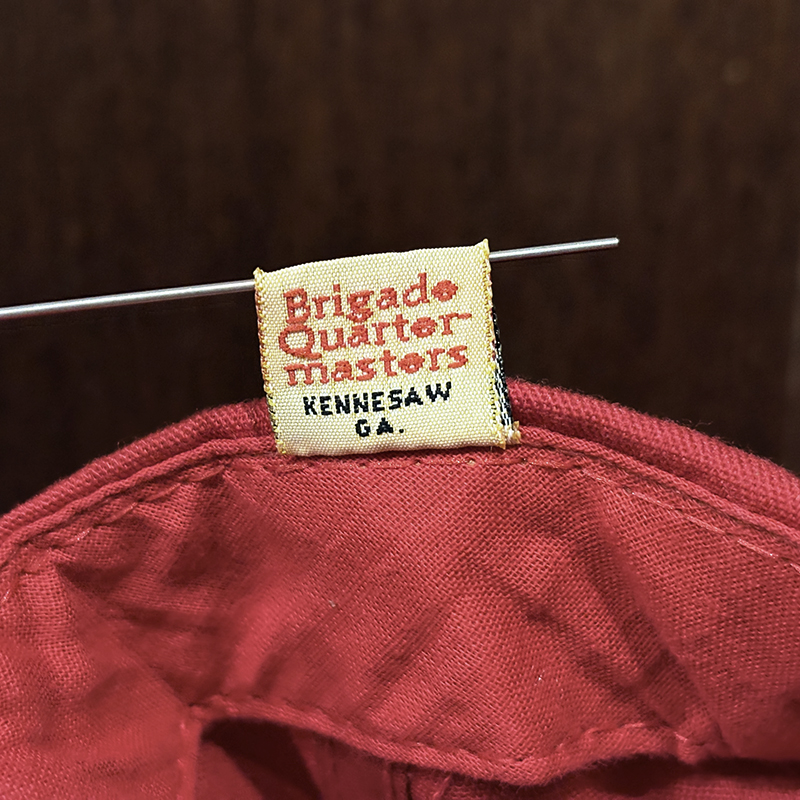 Brigade
Quarter-
masters
KENNESAW
GA.